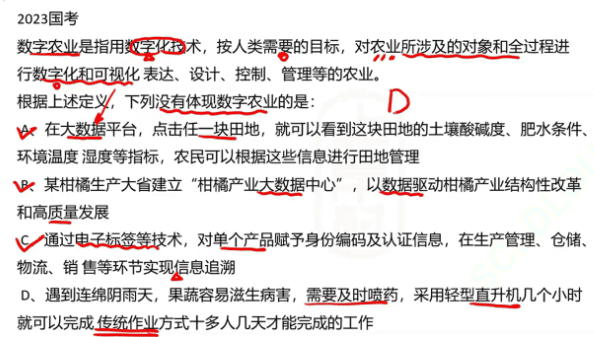 2023国考
数字农业是指用数字化技术，按人类需要的目标，对农业所涉及的对象和全过程进
行数字化和可视化 表达、设计、控制、管理等的农业。
根据上述定义，下列没有体现数字农业的是：
D
A、在大数据平台，点击任一块田地，就可以看到这块田地的土壤酸碱度、肥水条件、
环境温度 湿度等指标，农民可以根据这些信息进行田地管理
B、某柑橘生产大省建立“柑橘产业大数据中心”，以数据驱动柑橘产业结构性改革
和高质量发展
C、通过电子标签等技术，对单个产品赋予身份编码及认证信息，在生产管理、仓储、
物流、销 售等环节实现信息追溯
D、遇到连绵阴雨天，果蔬容易滋生病害，需要及时喷药，采用轻型直升机几个小时
就可以完成 传统作业方式十多人几天才能完成的工作